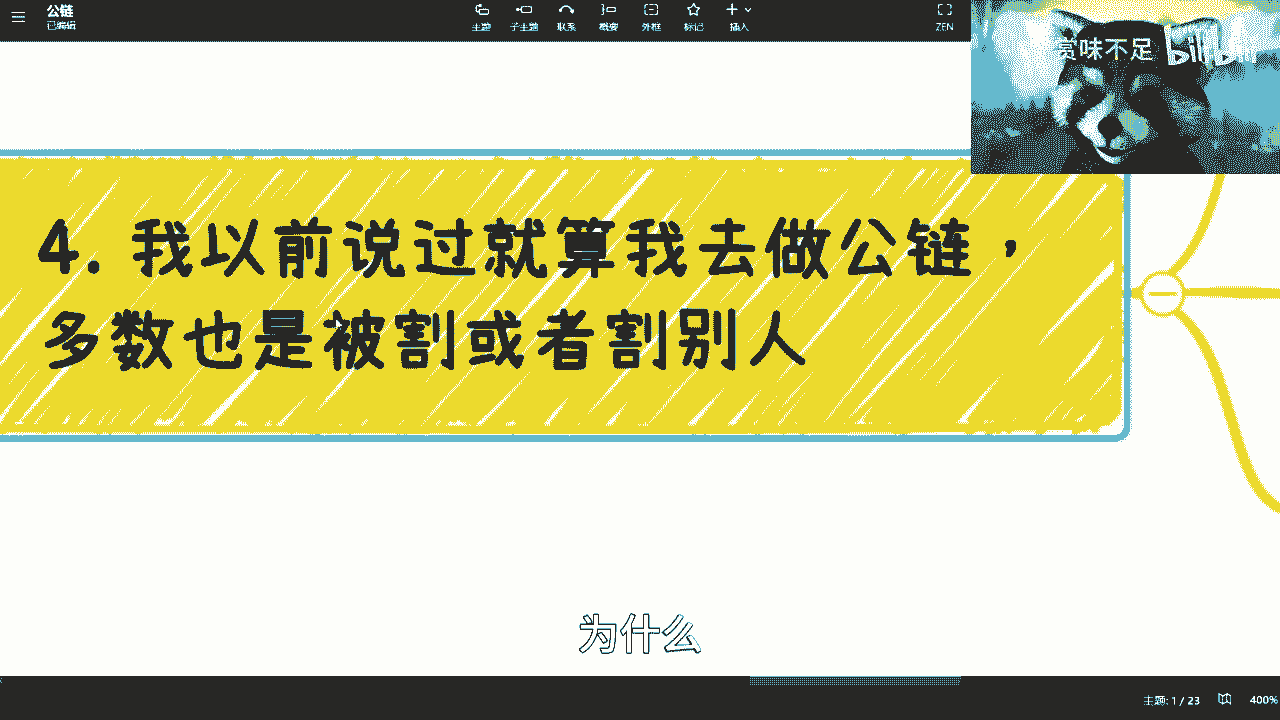 公链
已编辑
主题 子主题 联系 概要 外框 标记 插入
ZEN
赏味不足 bilibili
4. 我以前说过就算我去做公链，
多数也是被割或者割别人
为什么
主题: 1 / 23 400%